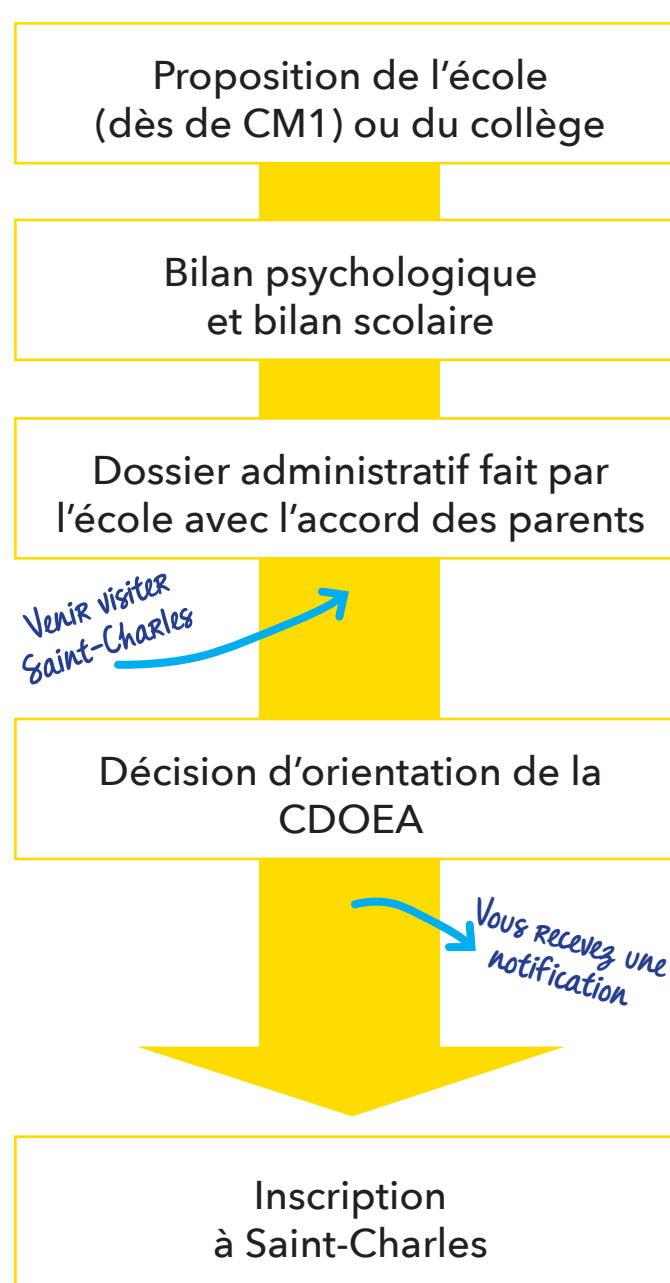 Proposition de l’école
(dès de CM1) ou du collège
Bilan psychologique
et bilan scolaire
Dossier administratif fait par
l’école avec l’accord des parents
Venir visiter
Saint-Charles
Décision d’orientation de la
CDOEA
Vous recevez une
notification
Inscription
à Saint-Charles